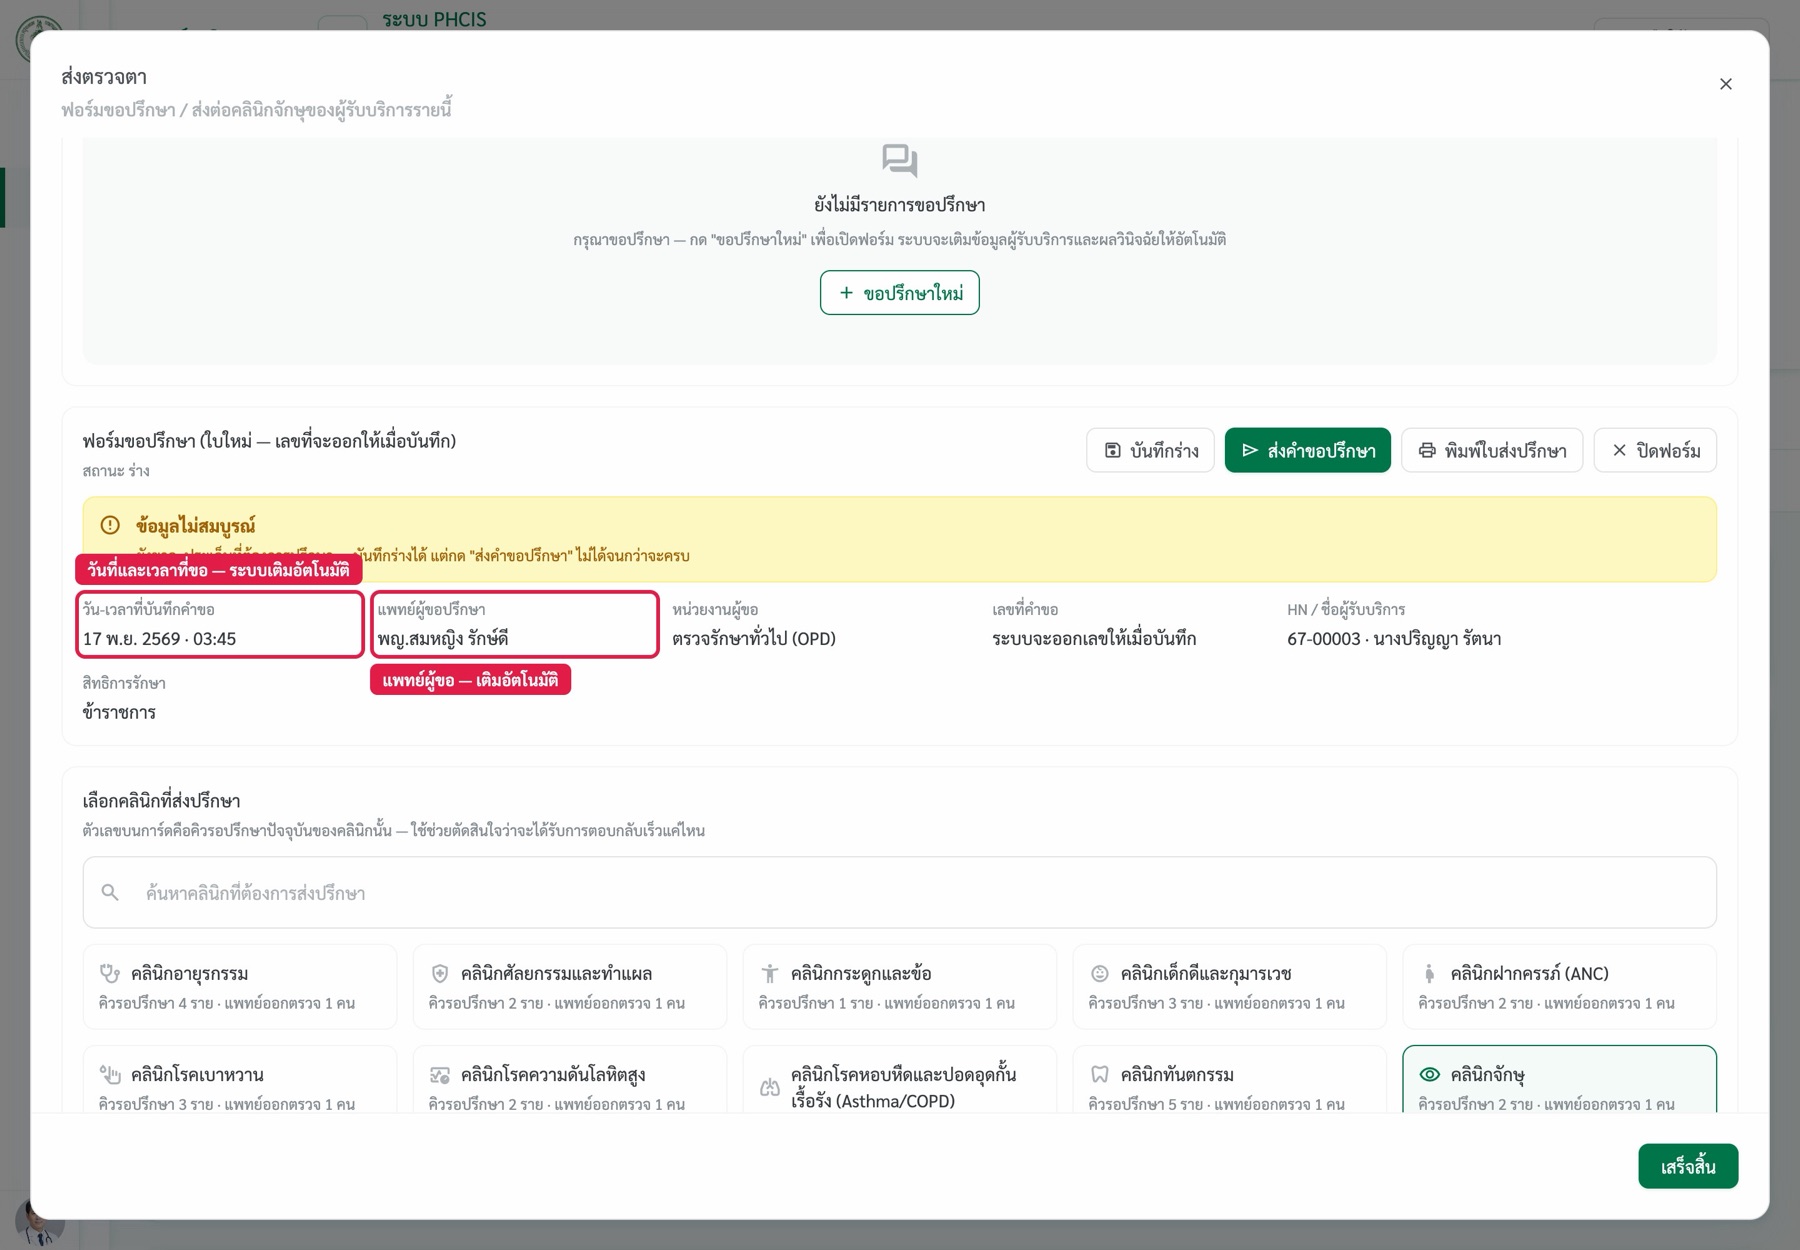 ระบบ PHCIS
ส่งตรวจตา
ฟอร์มขอปรึกษา / ส่งต่อคลินิกจักษุของผู้รับบริการรายนี้
ยังไม่มีรายการขอปรึกษา
กรุณาขอปรึกษา — กด "ขอปรึกษาใหม่" เพื่อเปิดฟอร์ม ระบบจะเติมข้อมูลผู้รับบริการและผลวินิจฉัยให้อัตโนมัติ
ขอปรึกษาใหม่
ฟอร์มขอปรึกษา (ใบใหม่ — เลขที่จะออกให้เมื่อบันทึก)
สถานะ ร่าง
บันทึกร่าง
ส่งคำขอปรึกษา
พิมพ์ใบส่งปรึกษา
ปิดฟอร์ม
ข้อมูลไม่สมบูรณ์
บันทึกร่างได้ แต่กด "ส่งคำขอปรึกษา" ไม่ได้จนกว่าจะครบ
วันที่และเวลาที่ขอ — ระบบเติมอัตโนมัติ
วัน-เวลาที่บันทึกคำขอ
17 พ.ย. 2569 · 03:45
แพทย์ผู้ขอปรึกษา
พญ.สมหญิง รักษ์ดี
หน่วยงานผู้ขอ
ตรวจรักษาทั่วไป (OPD)
เลขที่คำขอ
ระบบจะออกเลขให้เมื่อบันทึก
HN / ชื่อผู้รับบริการ
67-00003 · นางปริญญา รัตนา
แพทย์ผู้ขอ — เติมอัตโนมัติ
สิทธิการรักษา
ข้าราชการ
เลือกคลินิกที่ส่งปรึกษา
ตัวเลขบนการ์ดคือคิวรอปรึกษาปัจจุบันของคลินิกนั้น — ใช้ช่วยตัดสินใจว่าจะได้รับการตอบกลับเร็วแค่ไหน
ค้นหาคลินิกที่ต้องการส่งปรึกษา
คลินิกอายุรกรรม
คิวรอปรึกษา 4 ราย · แพทย์ออกตรวจ 1 คน
คลินิกศัลยกรรมและทำแผล
คิวรอปรึกษา 2 ราย · แพทย์ออกตรวจ 1 คน
คลินิกกระดูกและข้อ
คิวรอปรึกษา 1 ราย · แพทย์ออกตรวจ 1 คน
คลินิกเด็กดีและกุมารเวช
คิวรอปรึกษา 3 ราย · แพทย์ออกตรวจ 1 คน
คลินิกฝากครรภ์ (ANC)
คิวรอปรึกษา 2 ราย · แพทย์ออกตรวจ 1 คน
คลินิกโรคเบาหวาน
คิวรอปรึกษา 3 ราย · แพทย์ออกตรวจ 1 คน
คลินิกโรคความดันโลหิตสูง
คิวรอปรึกษา 2 ราย · แพทย์ออกตรวจ 1 คน
คลินิกโรคหอบหืดและปอดอุดกั้น
เรื้อรัง (Asthma/COPD)
คลินิกทันตกรรม
คิวรอปรึกษา 5 ราย · แพทย์ออกตรวจ 1 คน
คลินิกจักษุ
คิวรอปรึกษา 2 ราย · แพทย์ออกตรวจ 1 คน
เสร็จสิ้น